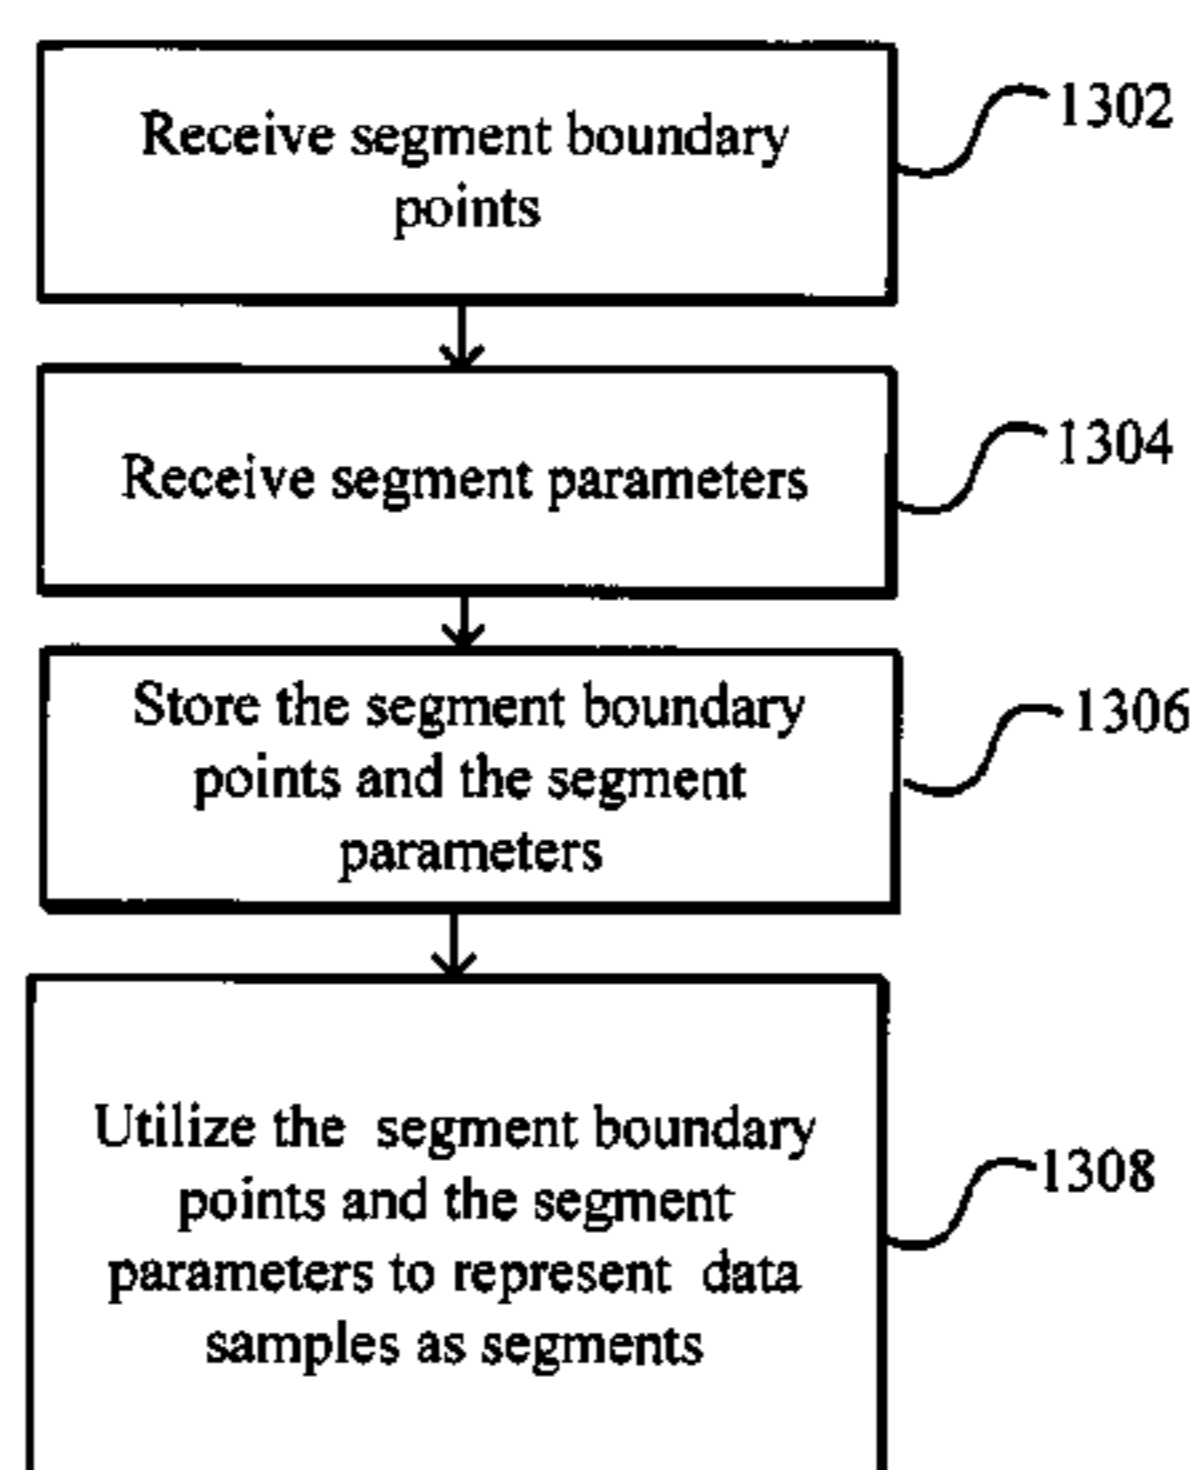 Receive segment boundary
points
1302
Receive segment parameters
1304
Store the segment boundary
points and the segment
parameters
1306
Utilize the segment boundary
points and the segment
parameters to represent data
samples as segments
1308